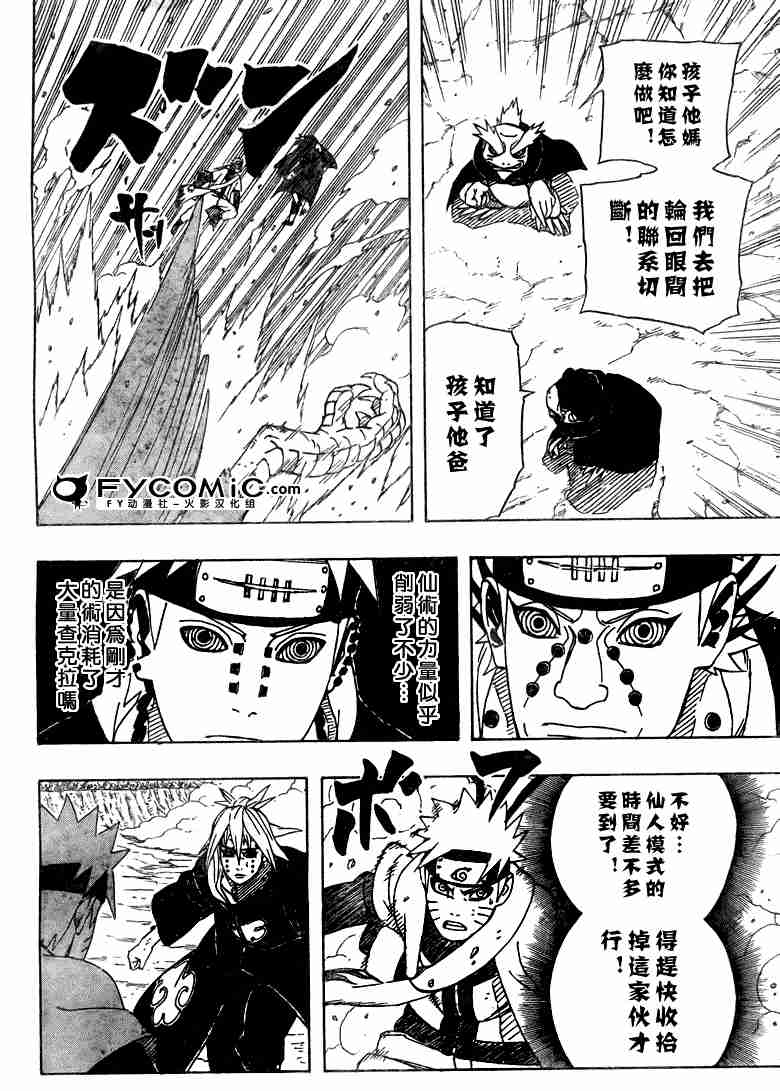 孩子他媽
你知道怎
麼做吧!
我們去把
輪回眼間
的聯系切
斷!
知道了
孩子他爸
ズン
ザッ
FYCOMIC.com
FY动漫社-火影汉化组
仙術的力量似乎
削弱了不少…
是因爲剛才
的術消耗了
大量查克拉嗎
不好…
仙人模式的
時間差不多
要到了!
得趕快收拾
掉這家伙才
行!
ボフ